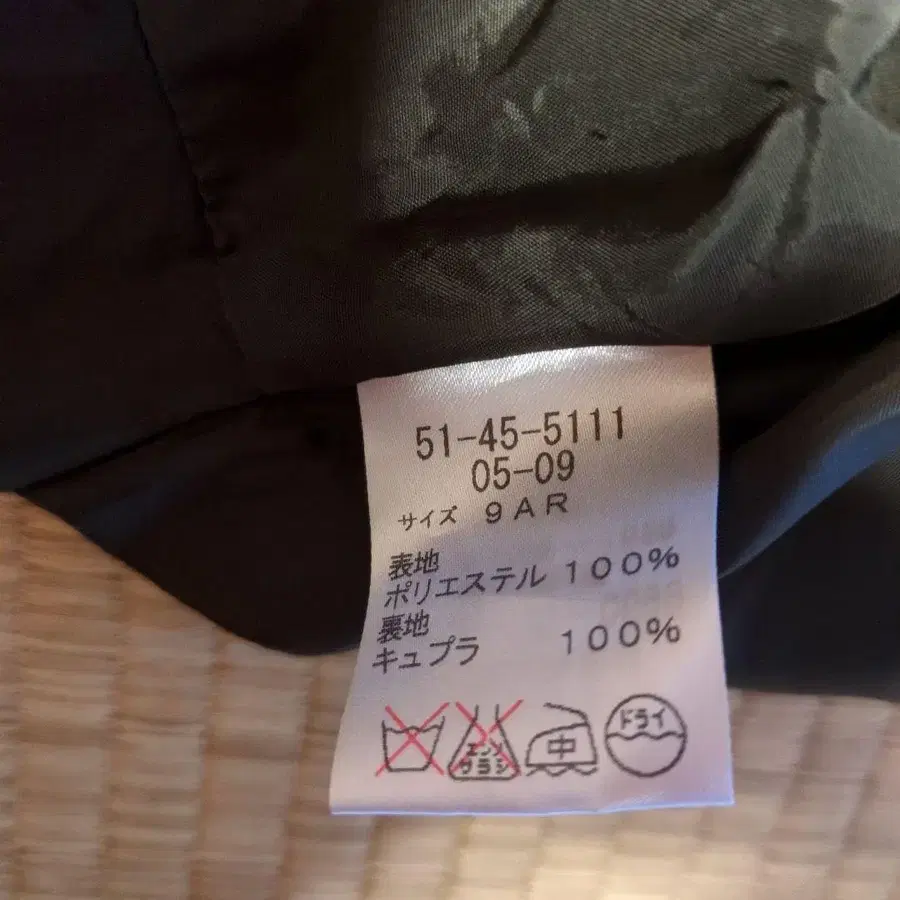 51-45-5111
05-09
サイズ 9AR
表地
ポリエステル 100%
裏地
キュプラ 100%
エンソ
サラシ
中
ドライ